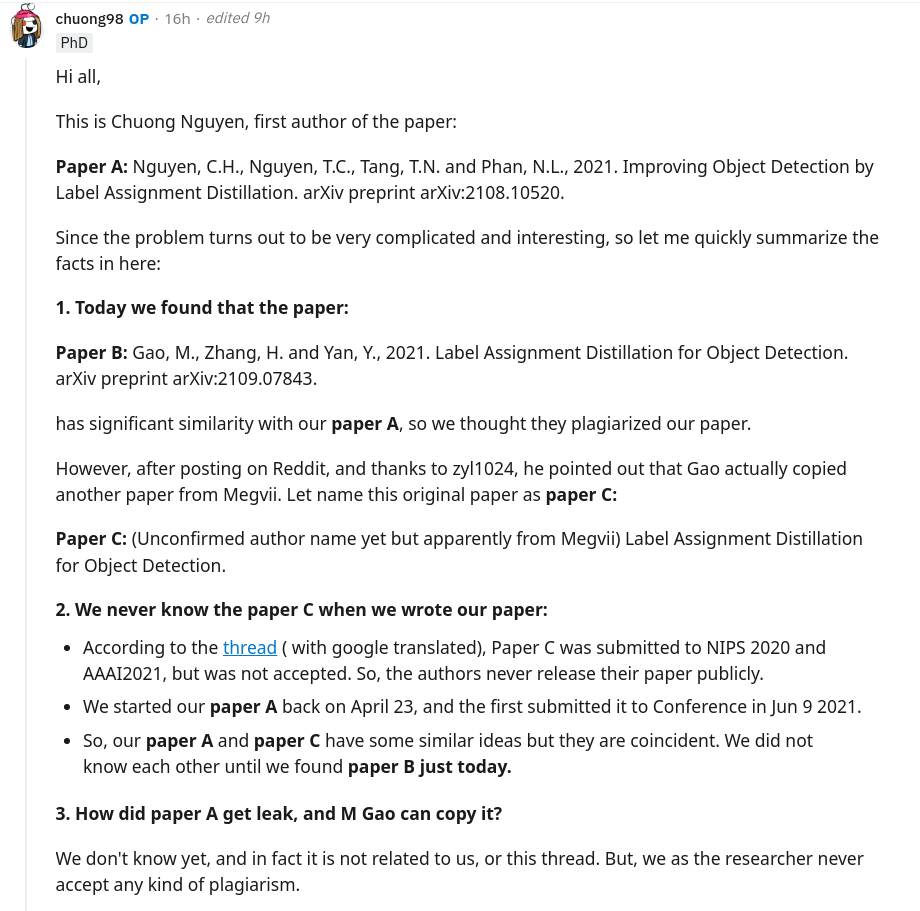 chuong98 OP · 16h · edited 9h
PhD
Hi all,
This is Chuong Nguyen, first author of the paper:
Paper A: Nguyen, C.H., Nguyen, T.C., Tang, T.N. and Phan, N.L., 2021. Improving Object Detection by
Label Assignment Distillation. arXiv preprint arXiv:2108.10520.
Since the problem turns out to be very complicated and interesting, so let me quickly summarize the
facts in here:
1. Today we found that the paper:
Paper B: Gao, M., Zhang, H. and Yan, Y., 2021. Label Assignment Distillation for Object Detection.
arXiv preprint arXiv:2109.07843.
has significant similarity with our paper A, so we thought they plagiarized our paper.
However, after posting on Reddit, and thanks to zyl1024, he pointed out that Gao actually copied
another paper from Megvii. Let name this original paper as paper C:
Paper C: (Unconfirmed author name yet but apparently from Megvii) Label Assignment Distillation
for Object Detection.
2. We never know the paper C when we wrote our paper:
• According to the thread ( with google translated), Paper C was submitted to NIPS 2020 and
AAAI2021, but was not accepted. So, the authors never release their paper publicly.
• We started our paper A back on April 23, and the first submitted it to Conference in Jun 9 2021.
• So, our paper A and paper C have some similar ideas but they are coincident. We did not
know each other until we found paper B just today.
3. How did paper A get leak, and M Gao can copy it?
We don't know yet, and in fact it is not related to us, or this thread. But, we as the researcher never
accept any kind of plagiarism.